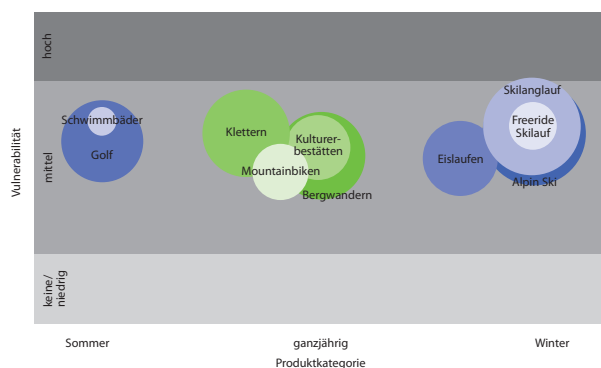 Vulnerabilität
hoch
mittel
keine/
niedrig
Schwimmbäder
Golf
Klettern
Kulturer-
bestätten
Mountainbiken
Bergwandern
Skilanglauf
Freeride
Skilauf
Eislaufen
Alpin Ski
Sommer
ganzjährig
Winter
Produktkategorie